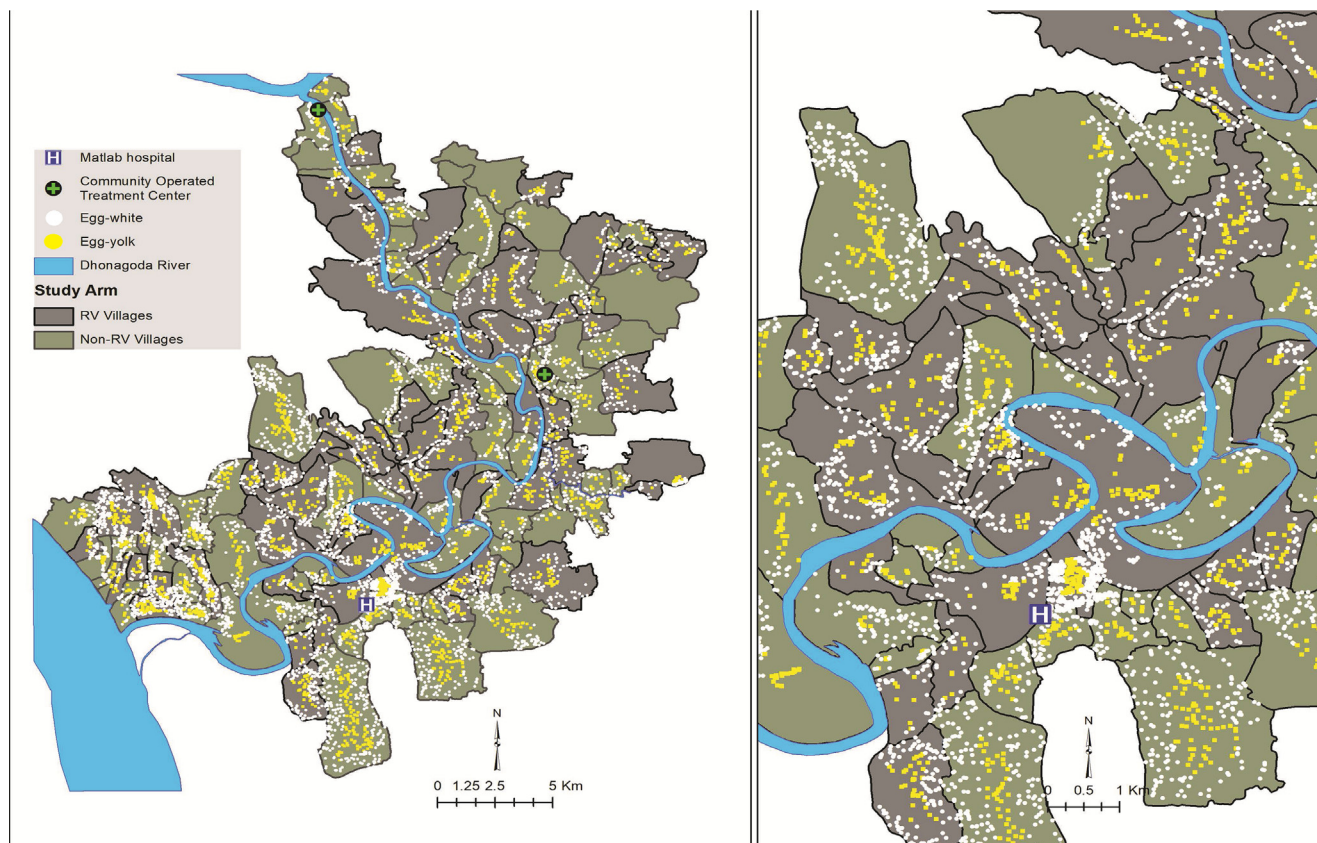 H Matlab hospital
Community Operated
Treatment Center
Egg-white
Egg-yolk
Dhonagoda River
Study Arm
RV Villages
Non-RV Villages
H
N
0 1.25 2.5 5 Km
H
N
0 0.5 1 Km